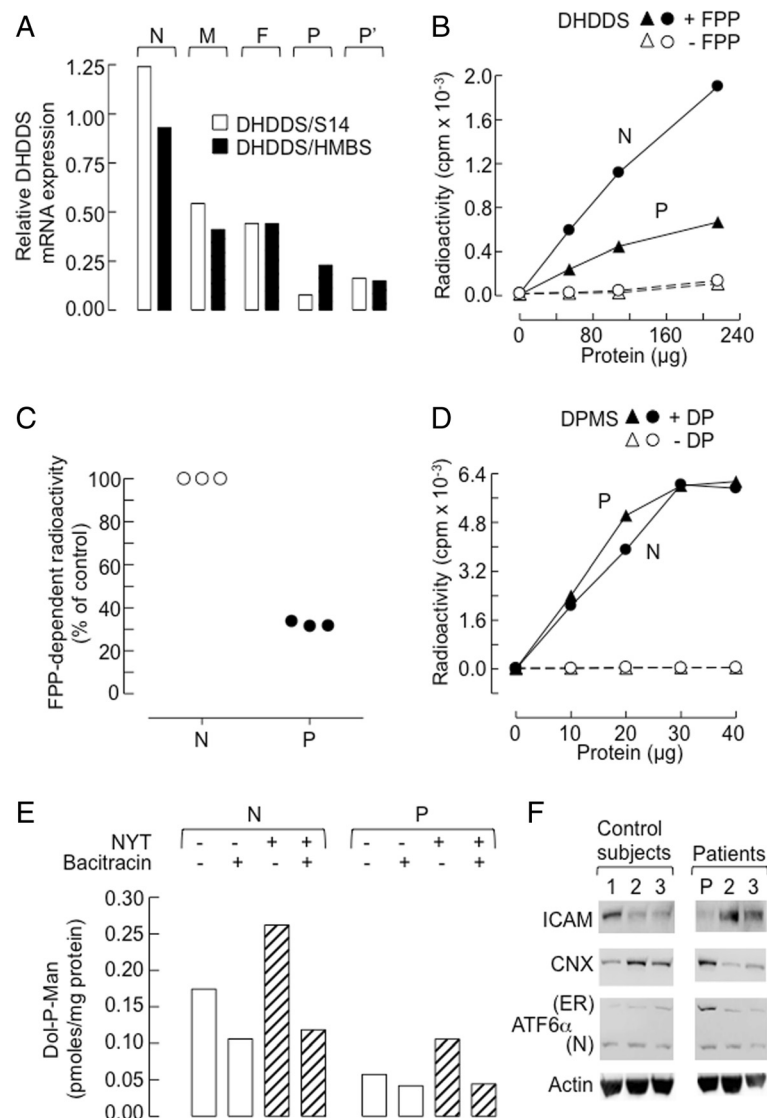 A
N M F P P'
Relative DHDDS
mRNA expression
1.25
1.00
0.75
0.50
0.25
0.00
DHDDS/S14
DHDDS/HMBS
B
DHDDS ▲ ● + FPP
△ ○ - FPP
Radioactivity (cpm x 10-3)
2.0
1.6
1.2
0.8
0.4
0.0
N
P
0 80 160 240
Protein (µg)
C
FPP-dependent radioactivity
(% of control)
100
80
60
40
20
0
N P
D
DPMS ▲ ● + DP
△ ○ - DP
Radioactivity (cpm x 10-3)
6.4
4.8
3.2
1.6
0.0
P
N
0 10 20 30 40
Protein (µg)
E
N P
NYT - - + + - - + +
Bacitracin - + - + - + - +
Dol-P-Man
(pmoles/mg protein)
0.30
0.25
0.20
0.15
0.10
0.05
0.00
F
Control
subjects
Patients
1 2 3 P 2 3
ICAM
CNX
(ER)
ATF6α
(N)
Actin